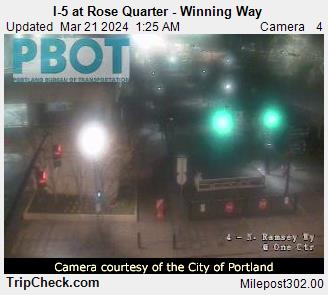 I-5 at Rose Quarter - Winning Way
Updated Mar 21 2024 1:25 AM Camera 4
PBOT
PORTLAND BUREAU OF TRANSPORTATION
4 - N. Ramsey Wy
@ One Ctr
Camera courtesy of the City of Portland
TripCheck.com Milepost302.00